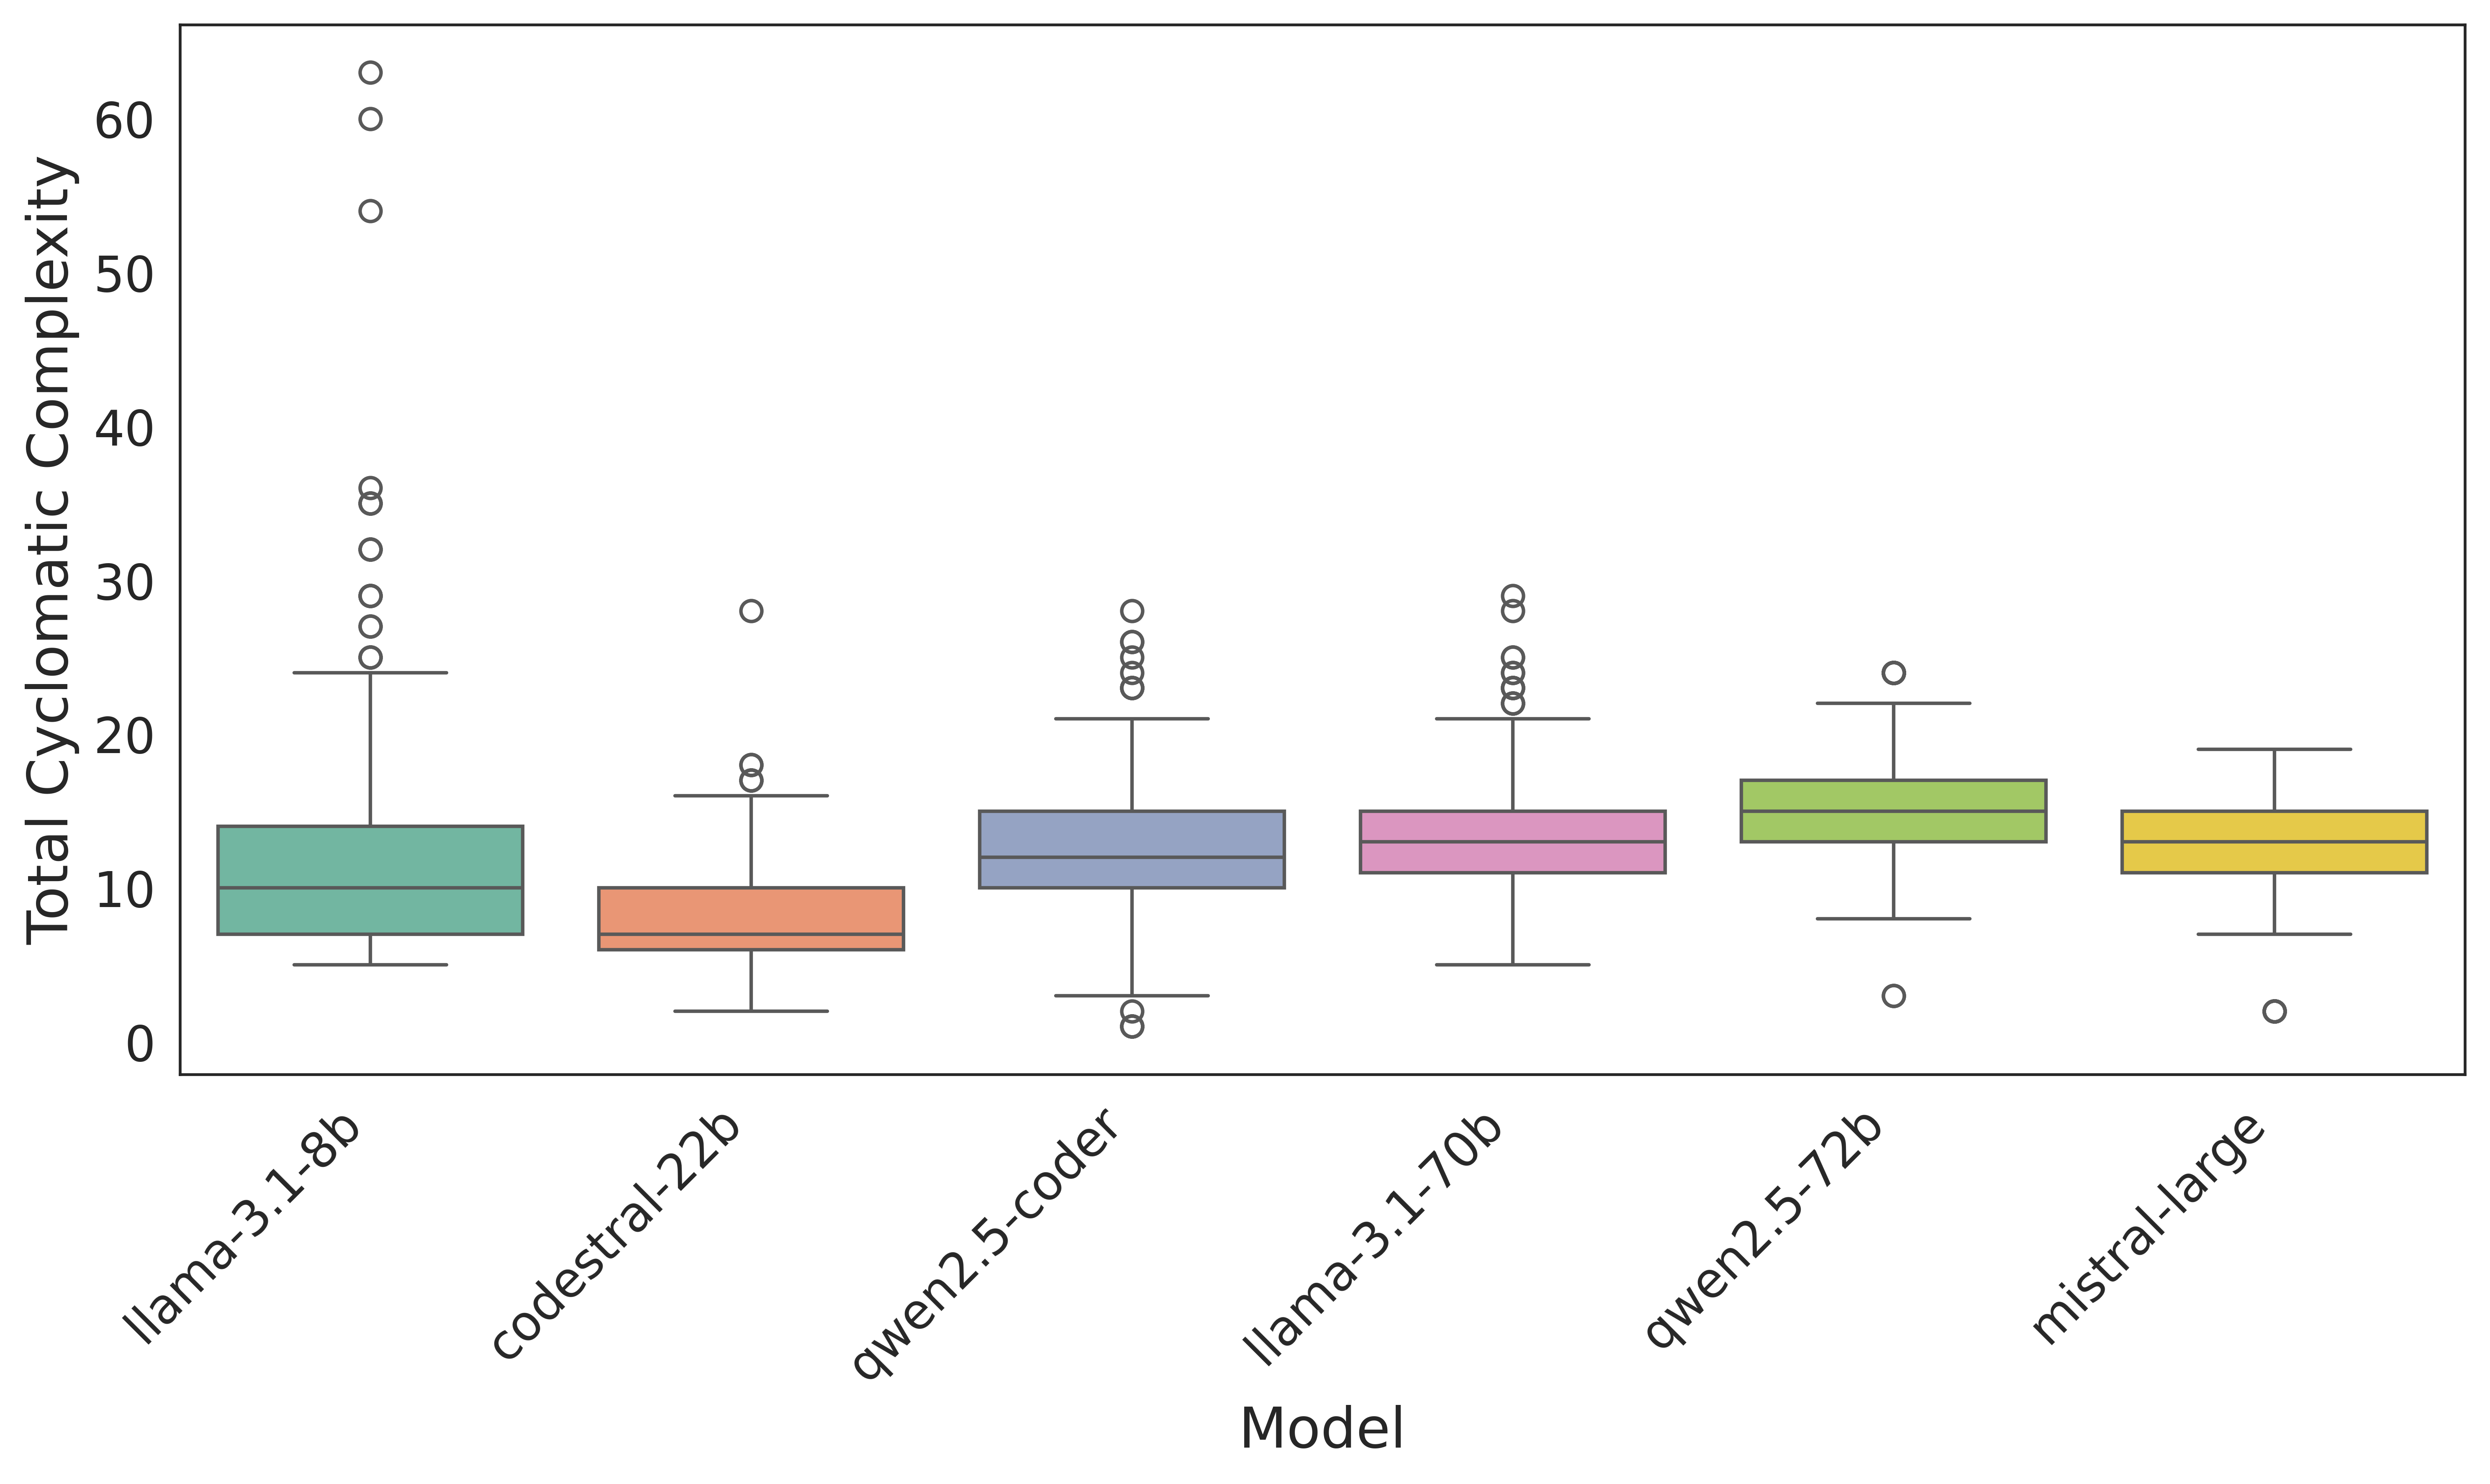 Total Cyclomatic Complexity
60
50
40
30
20
10
0
llama-3.1-8b
codestral-22b
qwen2.5-coder
llama-3.1-70b
qwen2.5-72b
mistral-large
Model